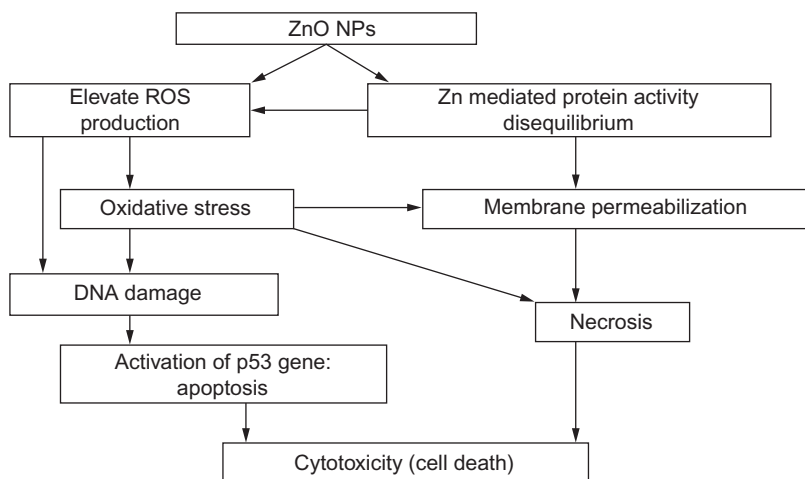 ZnO NPs
Elevate ROS
production
Zn mediated protein activity
disequilibrium
Oxidative stress
Membrane permeabilization
DNA damage
Necrosis
Activation of p53 gene:
apoptosis
Cytotoxicity (cell death)